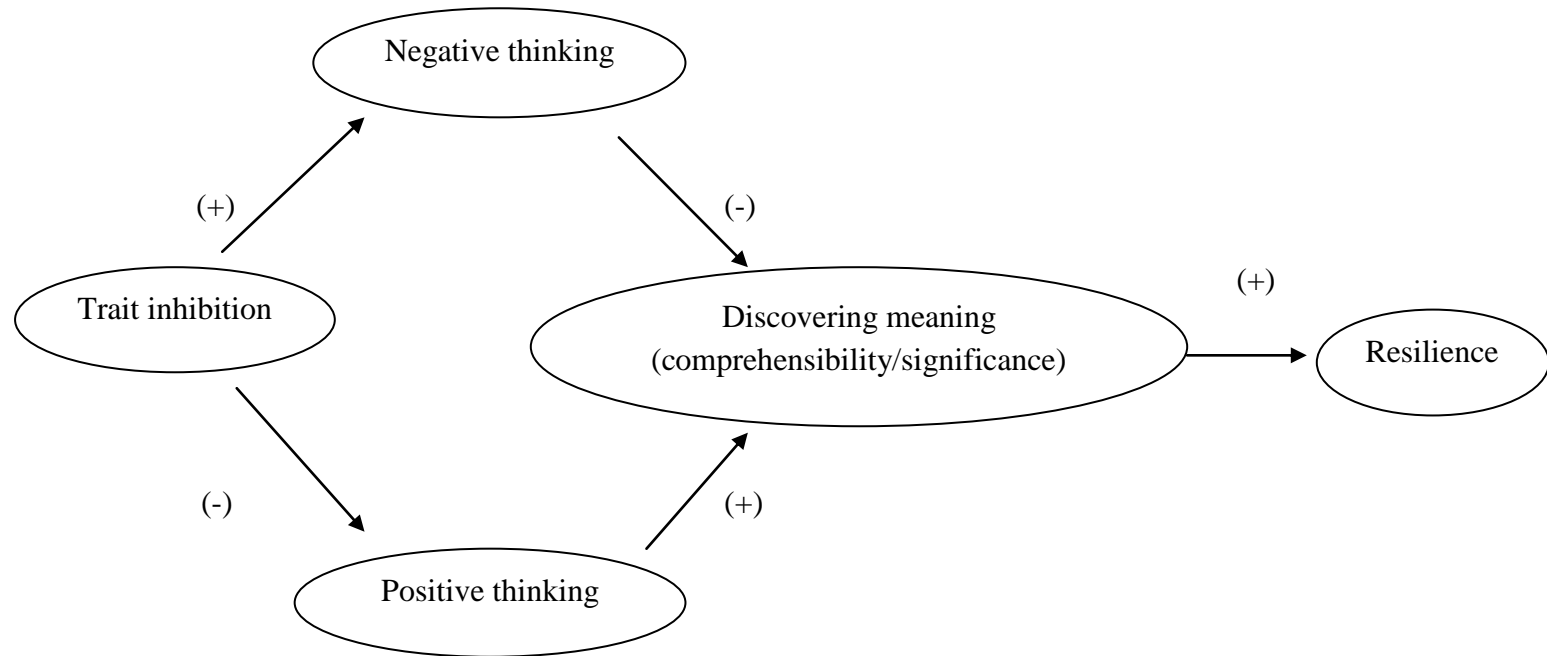 Negative thinking
(+)
(-)
Trait inhibition
Discovering meaning
(comprehensibility/significance)
(+)
Resilience
(-)
(+)
Positive thinking